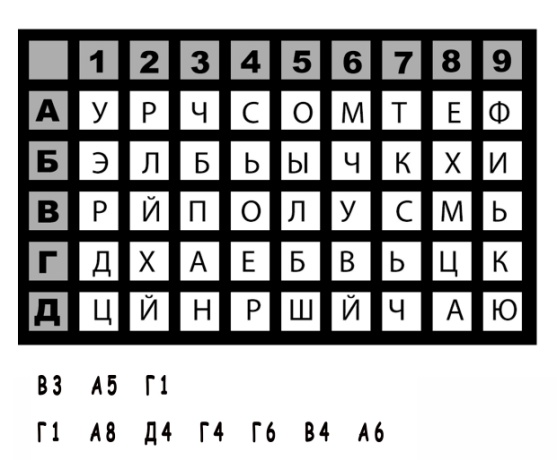 1 2 3 4 5 6 7 8 9
А У Р Ч С О М Т Е Ф
Б Э Л Б Ь Ы Ч К Х И
В Р Й П О Л У С М Ь
Г Д Х А Е Б В Ь Ц К
Д Ц Й Н Р Ш Й Ч А Ю
В3 А5 Г1
Г1 А8 Д4 Г4 Г6 В4 А6